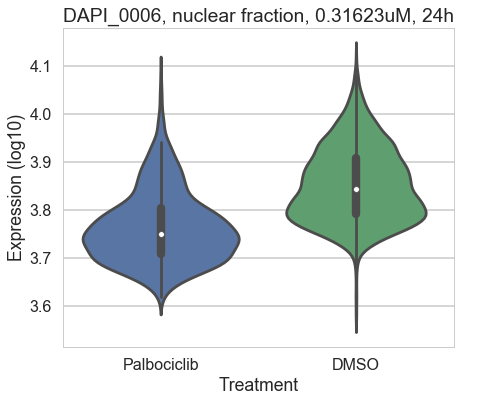 DAPI_0006, nuclear fraction, 0.31623uM, 24h
4.1
4.0
3.9
3.8
3.7
3.6
Expression (log10)
Palbociclib
DMSO
Treatment